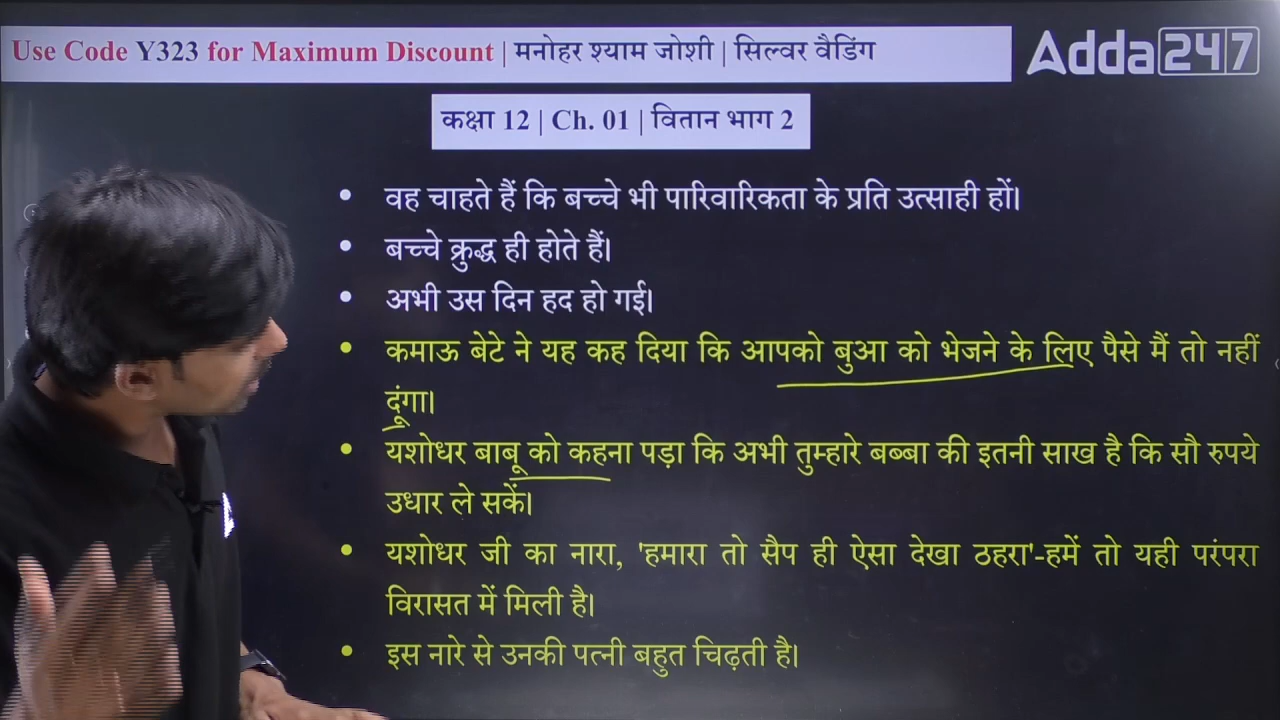 Use Code Y323 for Maximum Discount | मनोहर श्याम जोशी | सिल्वर वैडिंग
Adda247
कक्षा 12 | Ch. 01 | वितान भाग 2
• वह चाहते हैं कि बच्चे भी पारिवारिकता के प्रति उत्साही हों।
• बच्चे क्रुद्ध ही होते हैं।
• अभी उस दिन हद हो गई।
• कमाऊ बेटे ने यह कह दिया कि आपको बुआ को भेजने के लिए पैसे मैं तो नहीं
दूंगा।
• यशोधर बाबू को कहना पड़ा कि अभी तुम्हारे बब्बा की इतनी साख है कि सौ रुपये
उधार ले सकें।
• यशोधर जी का नारा, 'हमारा तो सैप ही ऐसा देखा ठहरा'-हमें तो यही परंपरा
विरासत में मिली है।
• इस नारे से उनकी पत्नी बहुत चिढ़ती है।